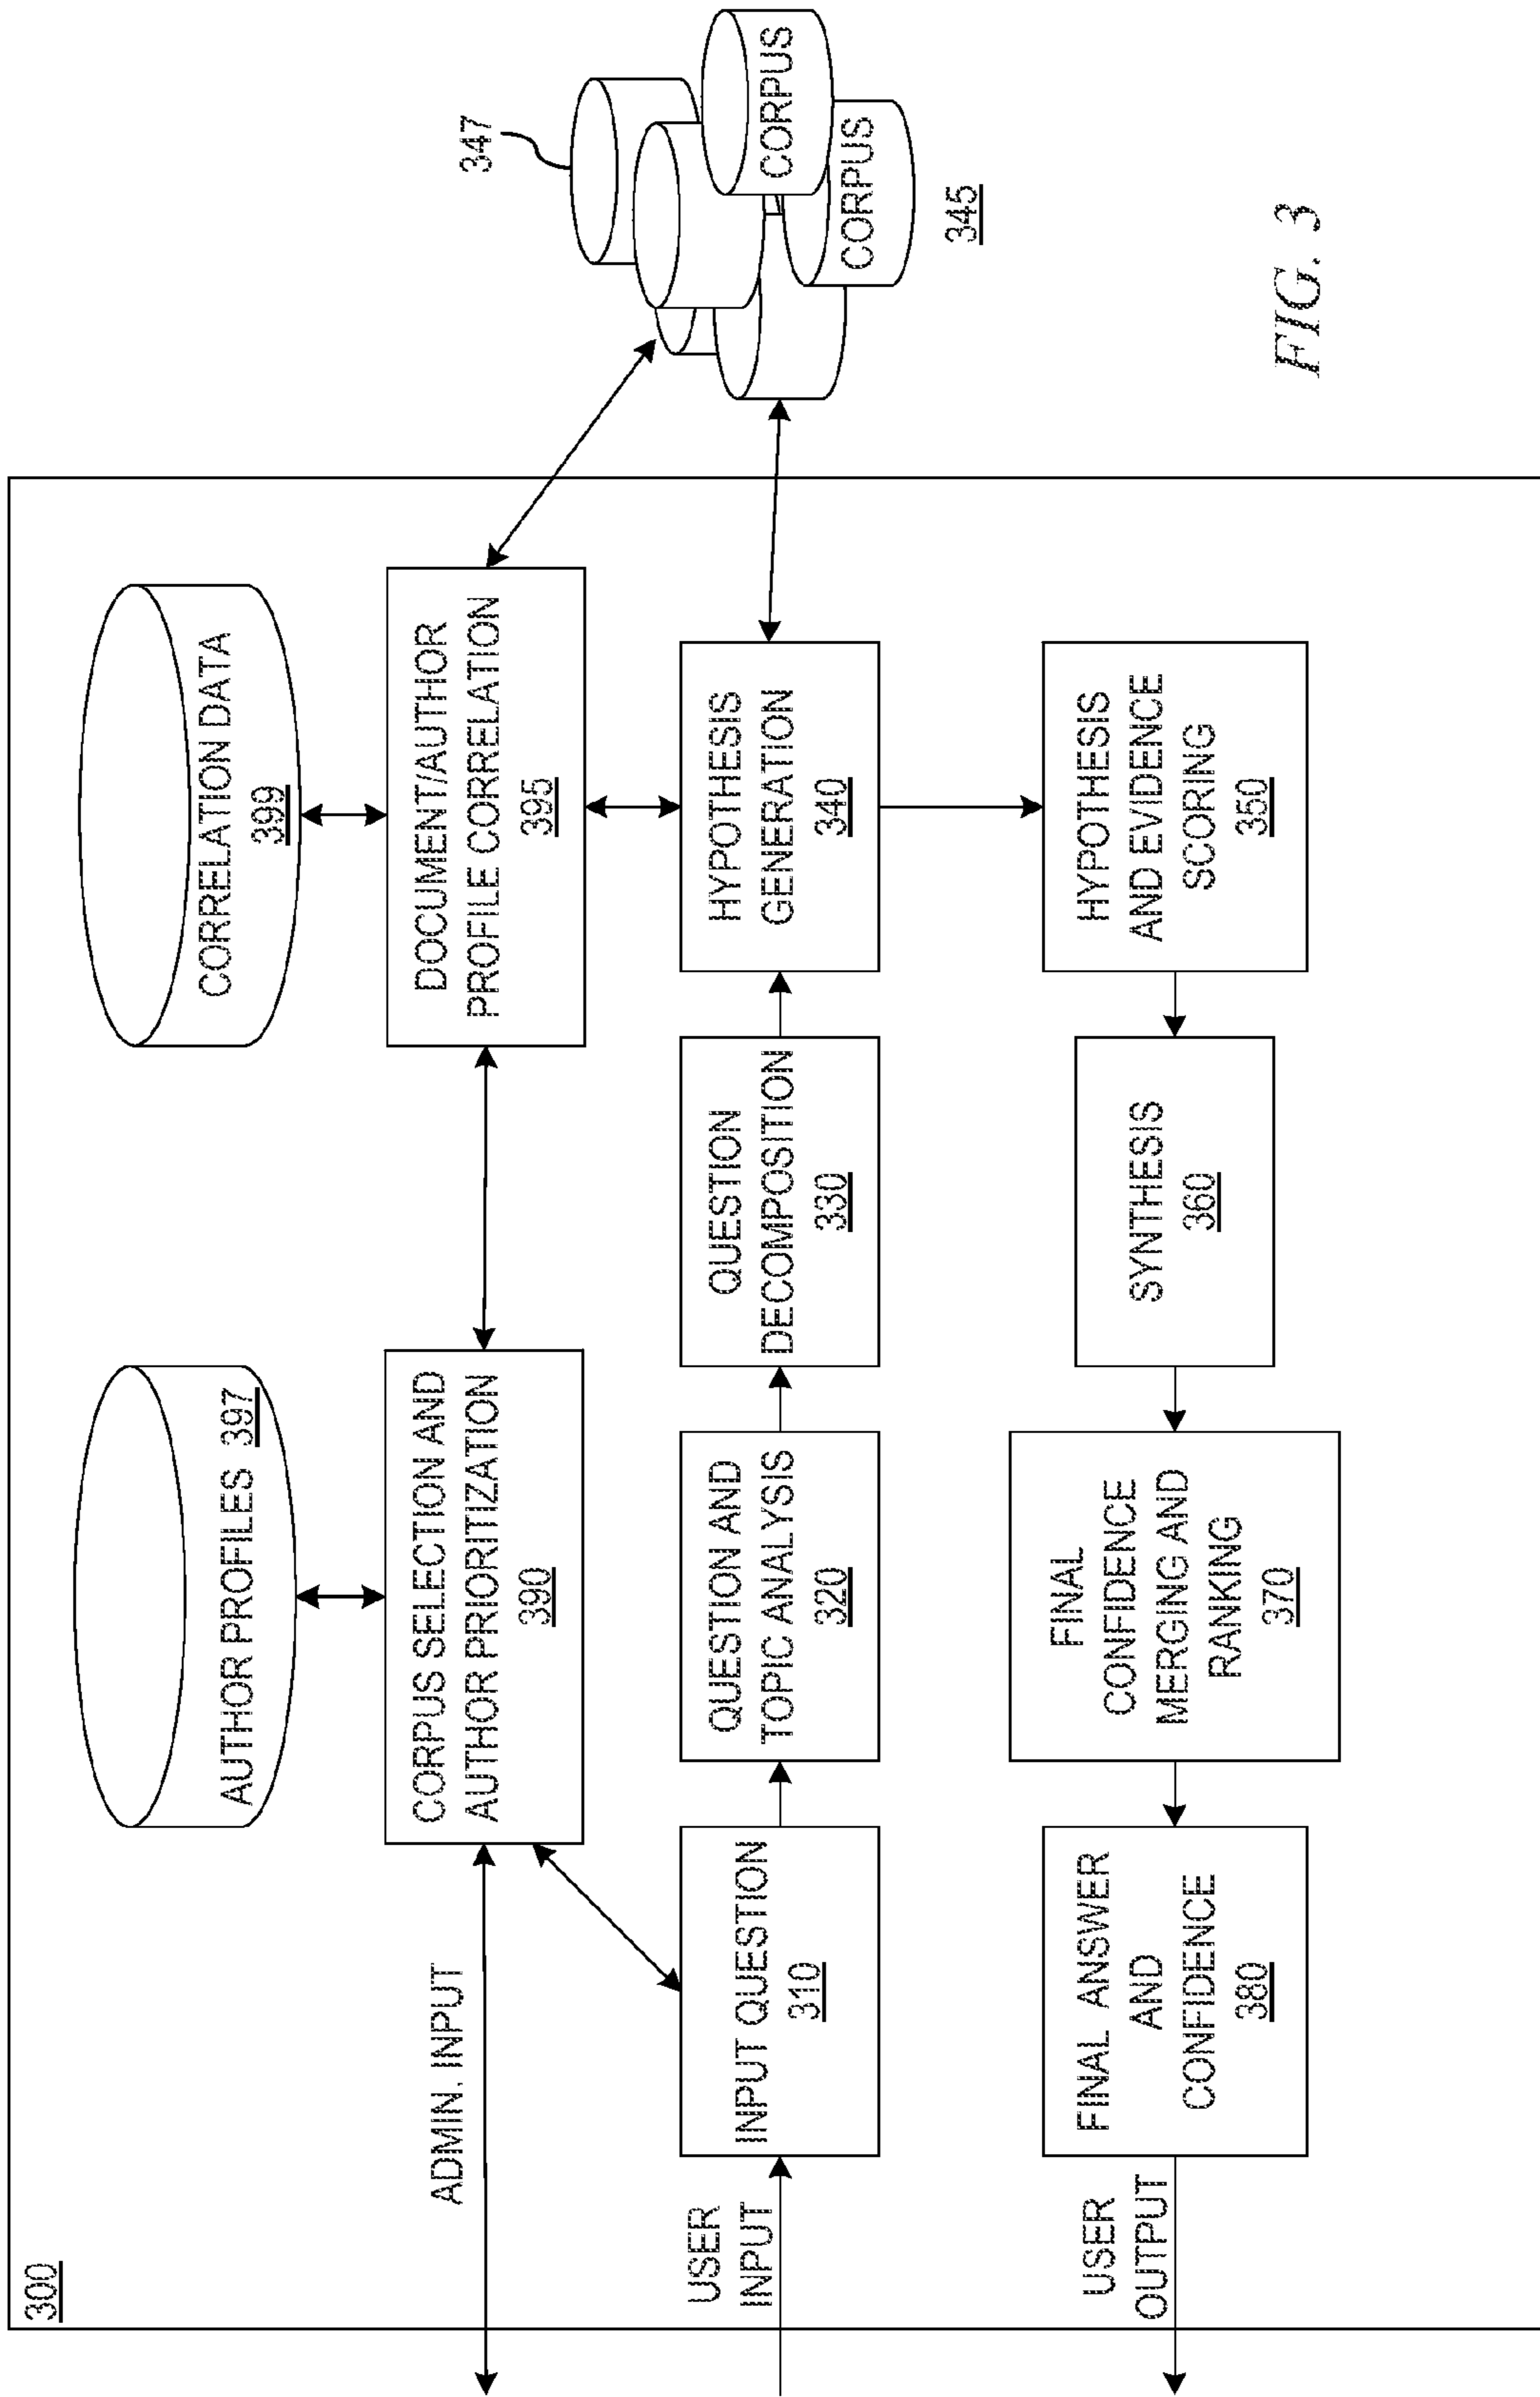 300
AUTHOR PROFILES 397
CORRELATION DATA
399
347
CORPUS
CORPUS
345
ADMIN. INPUT
CORPUS SELECTION AND
AUTHOR PRIORITIZATION
390
DOCUMENT/AUTHOR
PROFILE CORRELATION
395
USER
INPUT
INPUT QUESTION
310
QUESTION AND
TOPIC ANALYSIS
320
QUESTION
DECOMPOSITION
330
HYPOTHESIS
GENERATION
340
USER
OUTPUT
FINAL ANSWER
AND
CONFIDENCE
380
FINAL
CONFIDENCE
MERGING AND
RANKING
370
SYNTHESIS
360
HYPOTHESIS
AND EVIDENCE
SCORING
350
FIG. 3